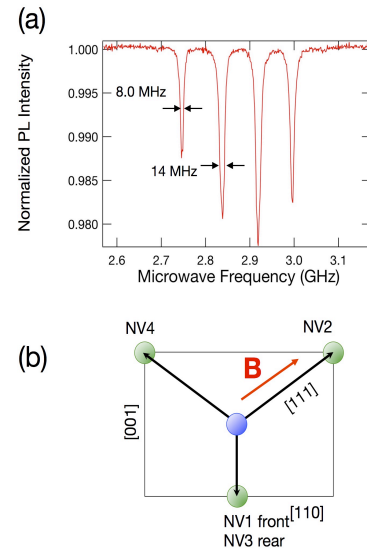 (a)
Normalized PL Intensity
1.000
0.995
0.990
0.985
0.980
8.0 MHz
14 MHz
2.6 2.7 2.8 2.9 3.0 3.1
Microwave Frequency (GHz)
(b)
NV4
NV2
B
[111]
[001]
[110]
NV1 front
NV3 rear